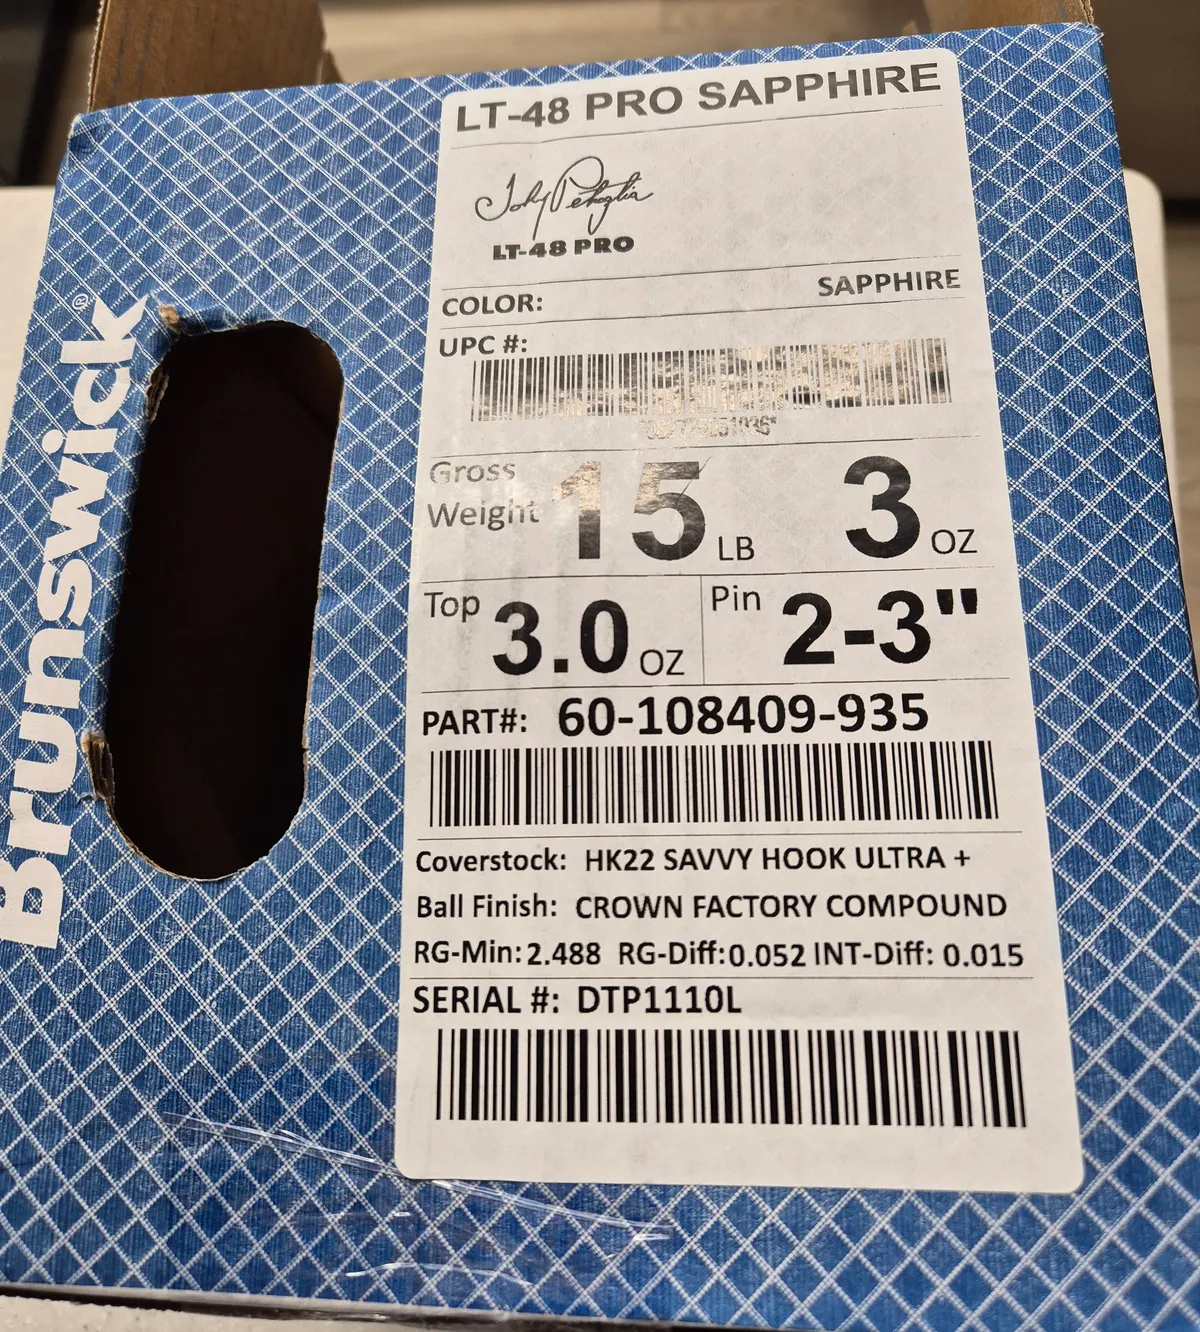 LT-48 PRO SAPPHIRE
LT-48 PRO
COLOR: SAPPHIRE
UPC #:
Gross Weight 15 LB 3 OZ
Top 3.0 OZ Pin 2-3"
PART#: 60-108409-935
Coverstock: HK22 SAVVY HOOK ULTRA +
Ball Finish: CROWN FACTORY COMPOUND
RG-Min: 2.488 RG-Diff: 0.052 INT-Diff: 0.015
SERIAL #: DTP1110L
Brunswick®